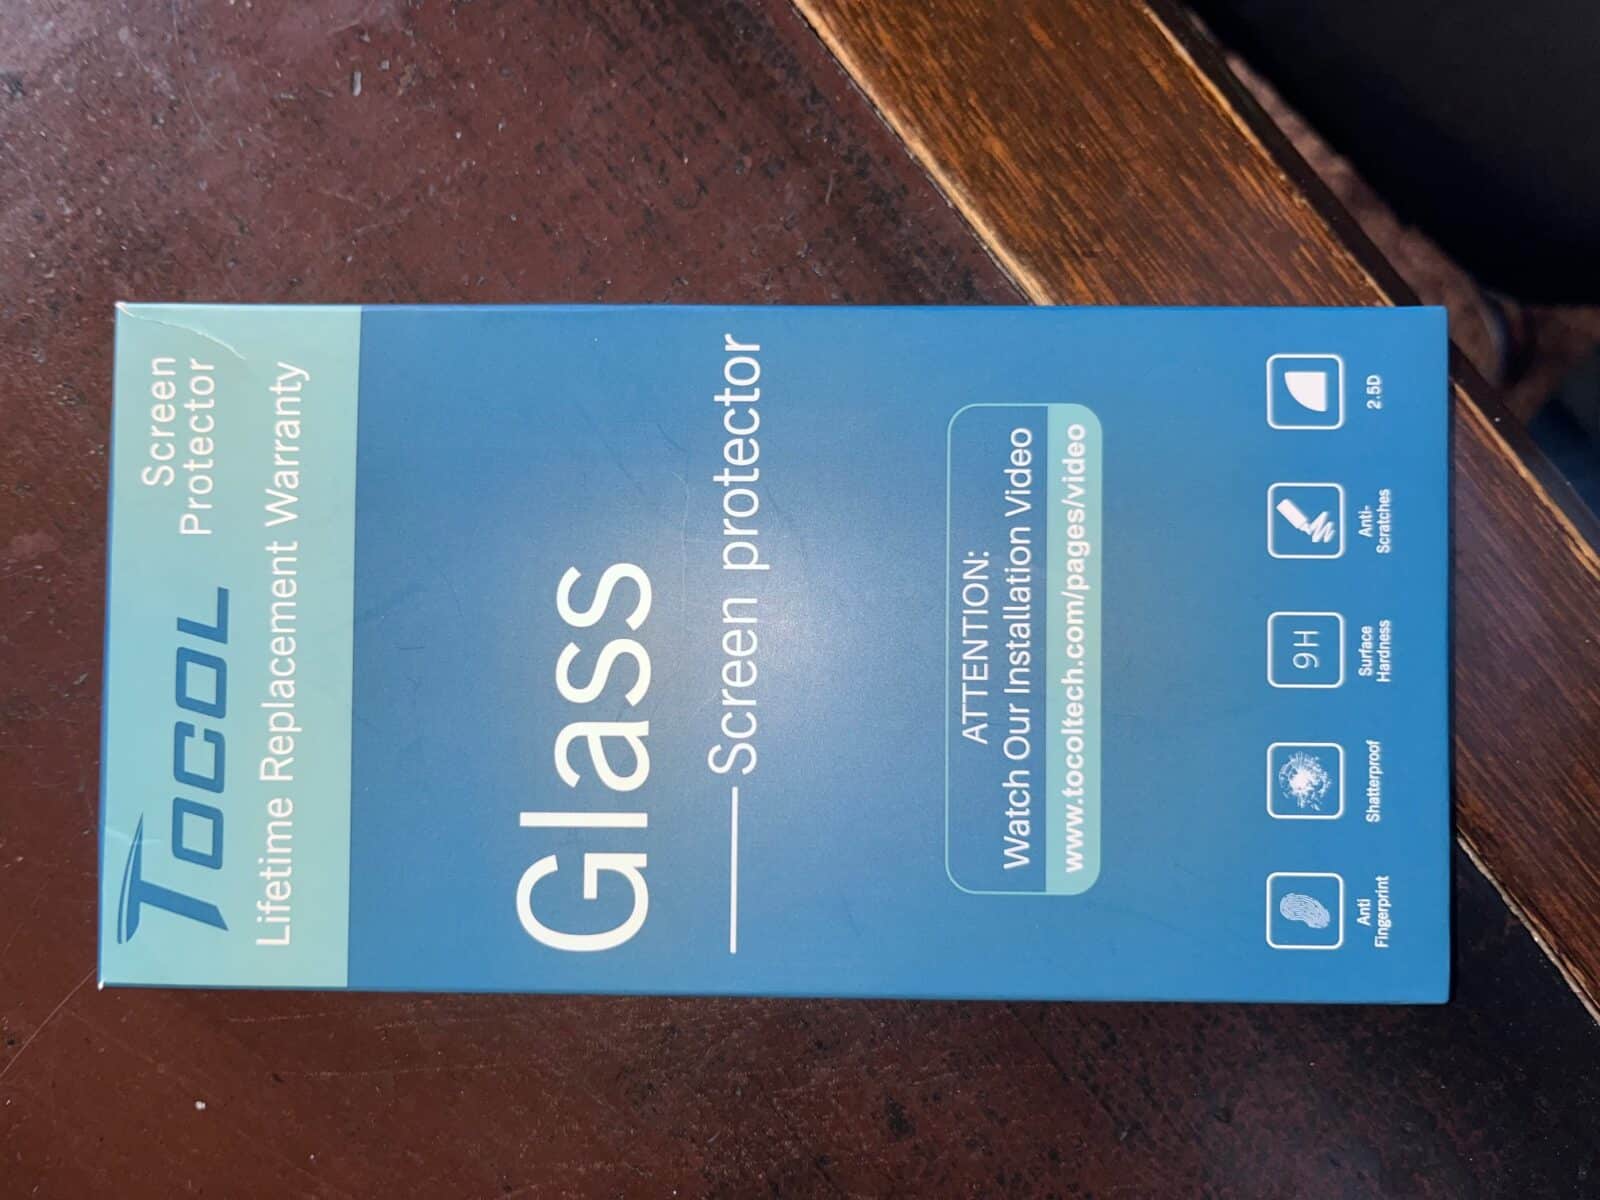 TOCOL
Screen
Protector
Lifetime Replacement Warranty
Glass
Screen protector
ATTENTION:
Watch Our Installation Video
www.tocoltech.com/pages/video
Anti
Fingerprint
Shatterproof
9H
Surface
Hardness
Anti-
Scratches
2.5D